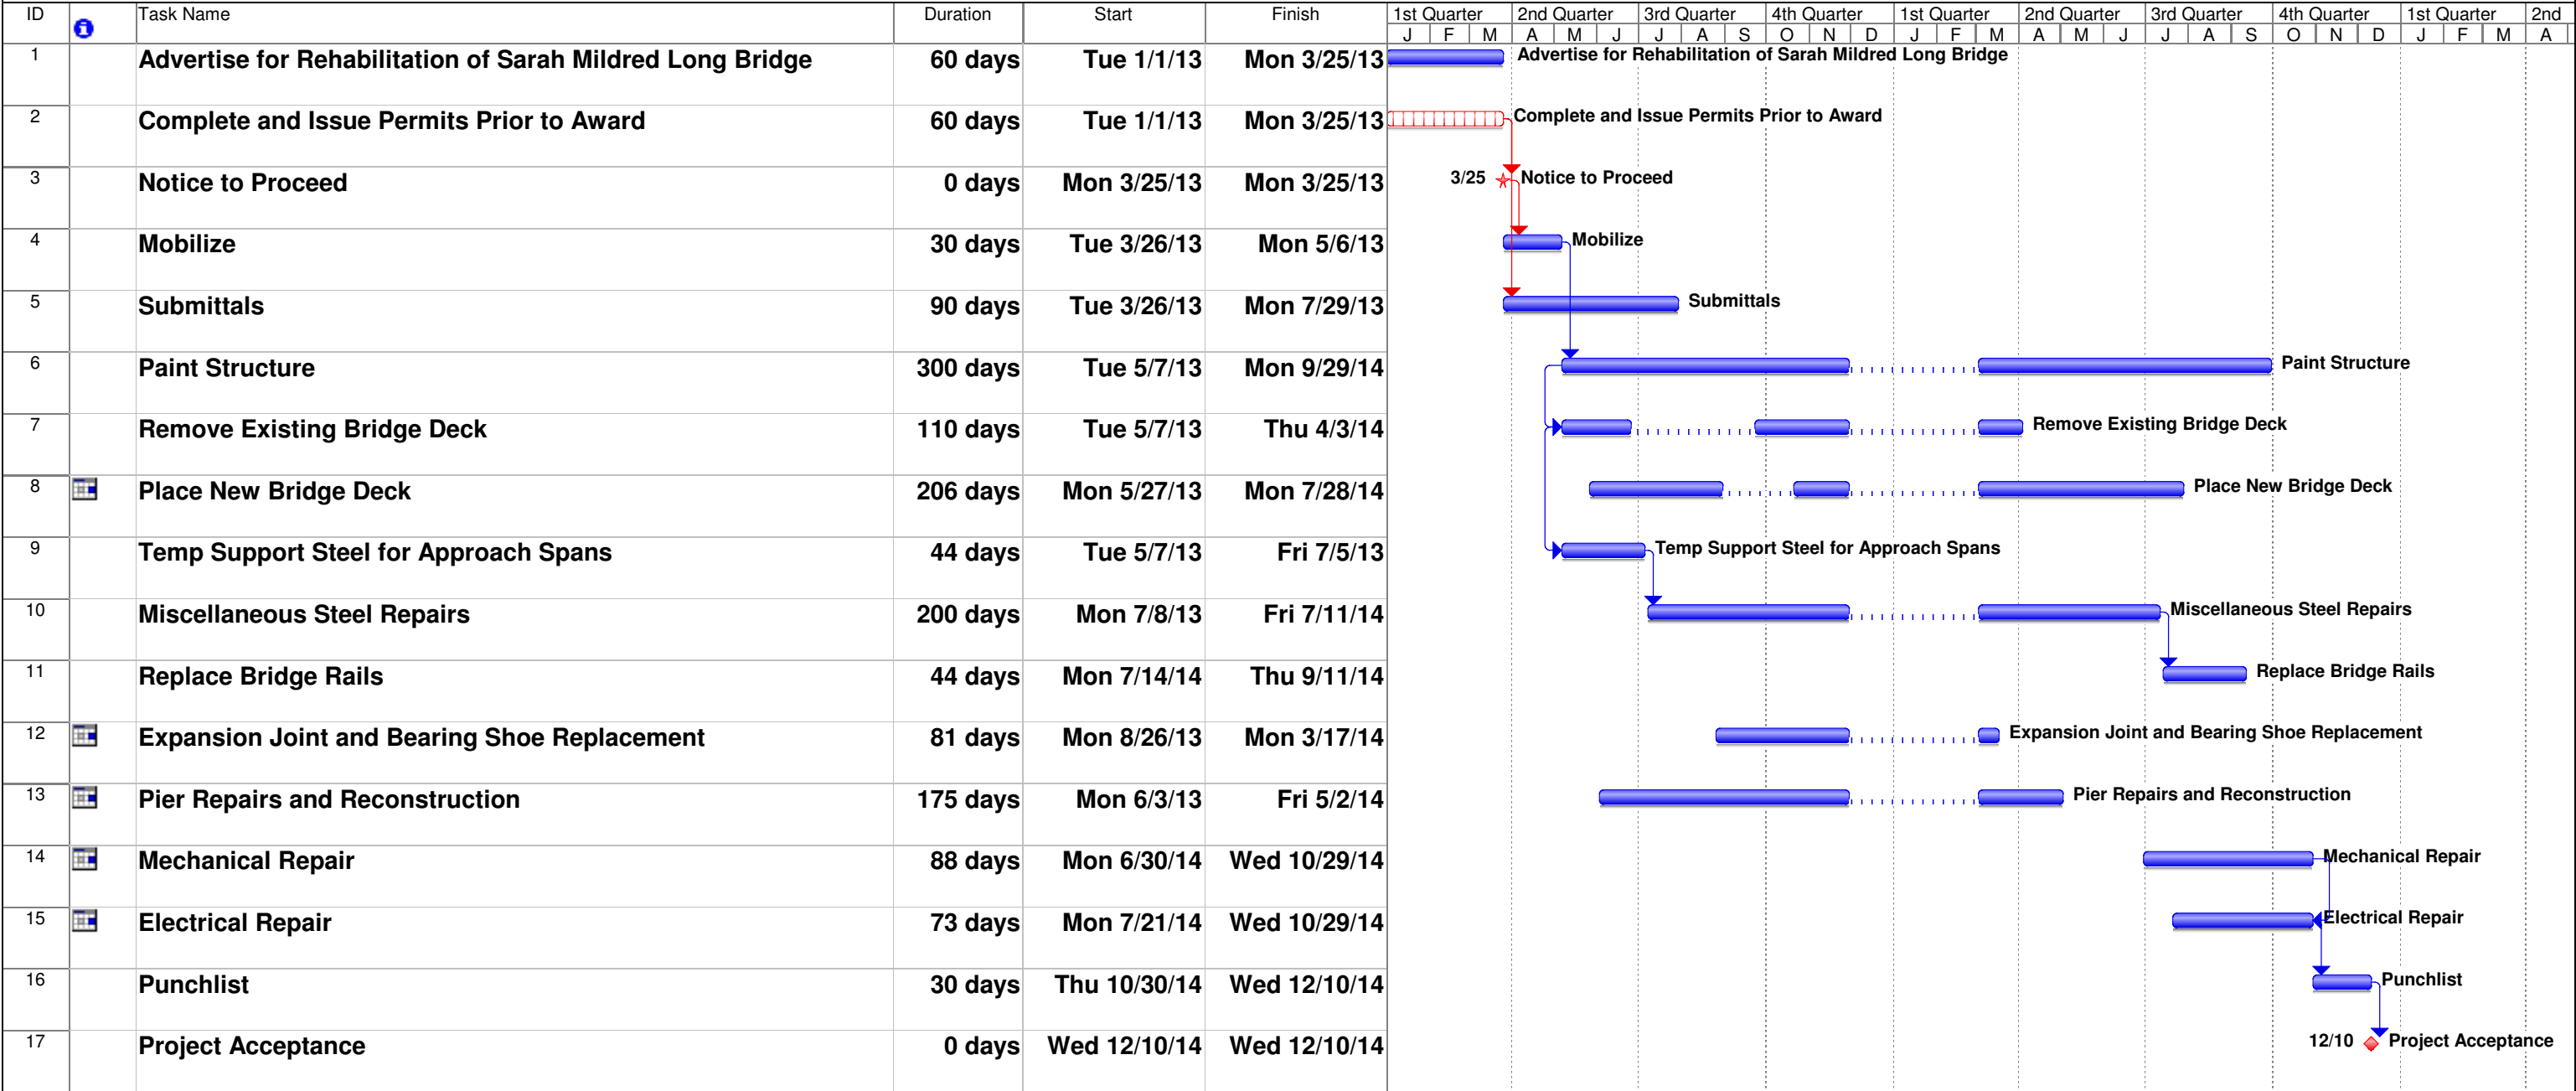 ID Task Name Duration Start Finish 1st Quarter 2nd Quarter 3rd Quarter 4th Quarter 1st Quarter 2nd Quarter 3rd Quarter 4th Quarter 1st Quarter 2nd
J F M A M J J A S O N D J F M A M J J A S O N D J F M A
1 Advertise for Rehabilitation of Sarah Mildred Long Bridge 60 days Tue 1/1/13 Mon 3/25/13 Advertise for Rehabilitation of Sarah Mildred Long Bridge
2 Complete and Issue Permits Prior to Award 60 days Tue 1/1/13 Mon 3/25/13 Complete and Issue Permits Prior to Award
3 Notice to Proceed 0 days Mon 3/25/13 Mon 3/25/13 3/25 Notice to Proceed
4 Mobilize 30 days Tue 3/26/13 Mon 5/6/13 Mobilize
5 Submittals 90 days Tue 3/26/13 Mon 7/29/13 Submittals
6 Paint Structure 300 days Tue 5/7/13 Mon 9/29/14 Paint Structure
7 Remove Existing Bridge Deck 110 days Tue 5/7/13 Thu 4/3/14 Remove Existing Bridge Deck
8 Place New Bridge Deck 206 days Mon 5/27/13 Mon 7/28/14 Place New Bridge Deck
9 Temp Support Steel for Approach Spans 44 days Tue 5/7/13 Fri 7/5/13 Temp Support Steel for Approach Spans
10 Miscellaneous Steel Repairs 200 days Mon 7/8/13 Fri 7/11/14 Miscellaneous Steel Repairs
11 Replace Bridge Rails 44 days Mon 7/14/14 Thu 9/11/14 Replace Bridge Rails
12 Expansion Joint and Bearing Shoe Replacement 81 days Mon 8/26/13 Mon 3/17/14 Expansion Joint and Bearing Shoe Replacement
13 Pier Repairs and Reconstruction 175 days Mon 6/3/13 Fri 5/2/14 Pier Repairs and Reconstruction
14 Mechanical Repair 88 days Mon 6/30/14 Wed 10/29/14 Mechanical Repair
15 Electrical Repair 73 days Mon 7/21/14 Wed 10/29/14 Electrical Repair
16 Punchlist 30 days Thu 10/30/14 Wed 12/10/14 Punchlist
17 Project Acceptance 0 days Wed 12/10/14 Wed 12/10/14 12/10 Project Acceptance